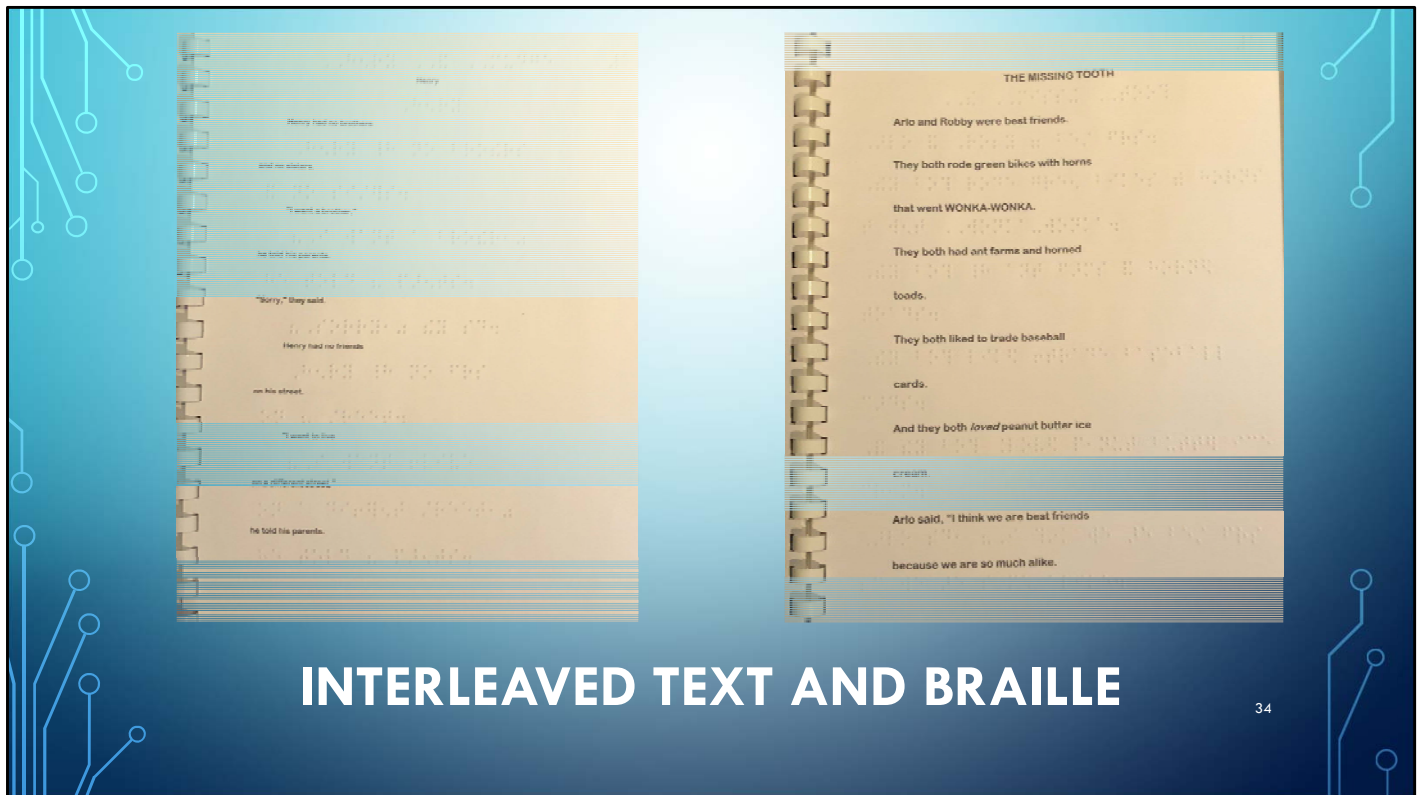 Henry
Henry had no brothers
and no sisters.
"I want a brother,"
he told his parents.
"Sorry," they said.
Henry had no friends
on his street.
"I want to live
on a different street,"
he told his parents.
THE MISSING TOOTH
Arlo and Robby were best friends.
They both rode green bikes with horns
that went WONKA-WONKA.
They both had ant farms and horned
toads.
They both liked to trade baseball
cards.
And they both loved peanut butter ice
cream.
Arlo said, "I think we are best friends
because we are so much alike.
INTERLEAVED TEXT AND BRAILLE
34